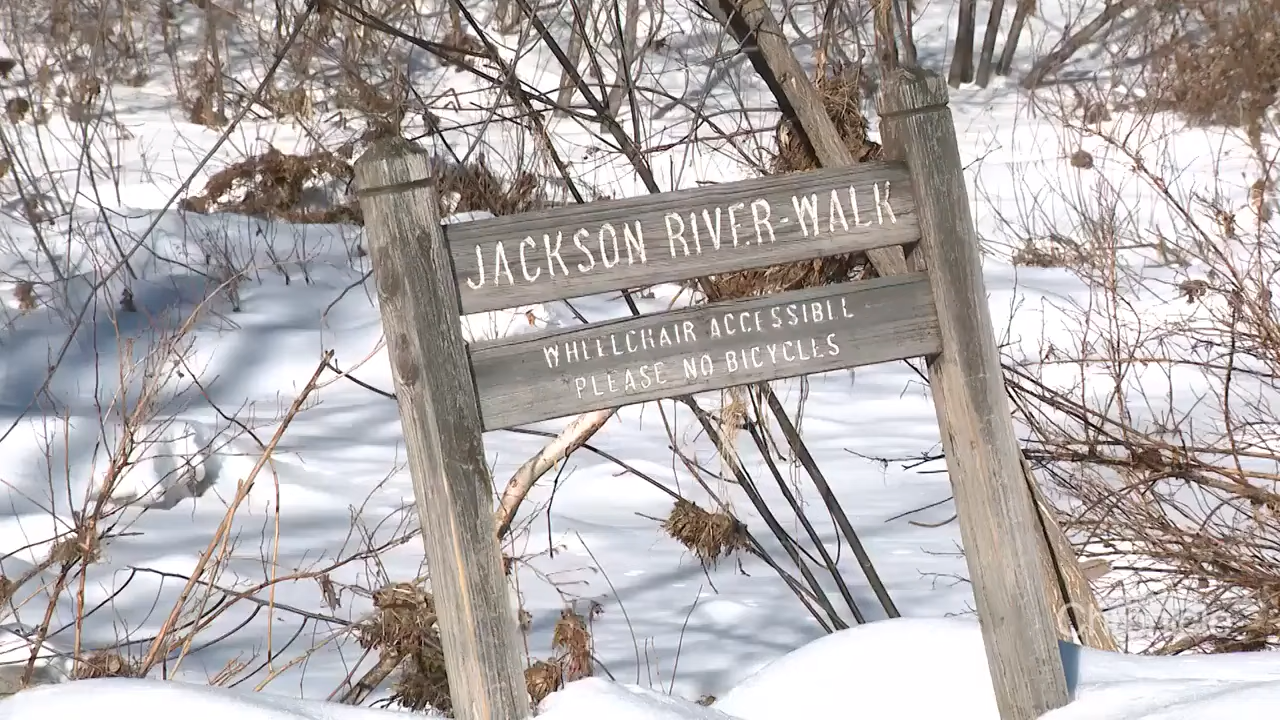 JACKSON RIVER-WALK
WHEELCHAIR ACCESSIBLE
PLEASE NO BICYCLES